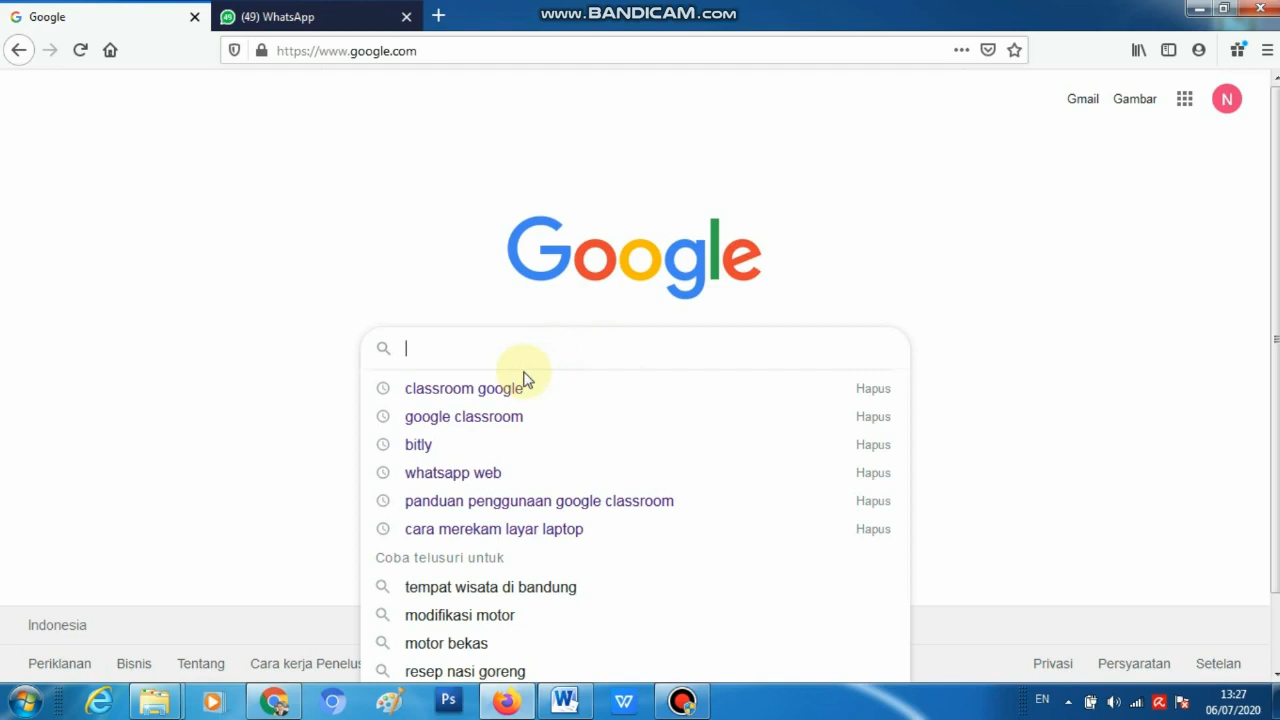 www.BANDICAM.com
Google
(49) WhatsApp
https://www.google.com
Gmail Gambar N
Google
classroom google Hapus
google classroom Hapus
bitly Hapus
whatsapp web Hapus
panduan penggunaan google classroom Hapus
cara merekam layar laptop Hapus
Coba telusuri untuk
tempat wisata di bandung
modifikasi motor
motor bekas
resep nasi goreng
Indonesia
Periklanan Bisnis Tentang Cara kerja Penelus Privasi Persyaratan Setelan
Ps W W EN 13:27
06/07/2020